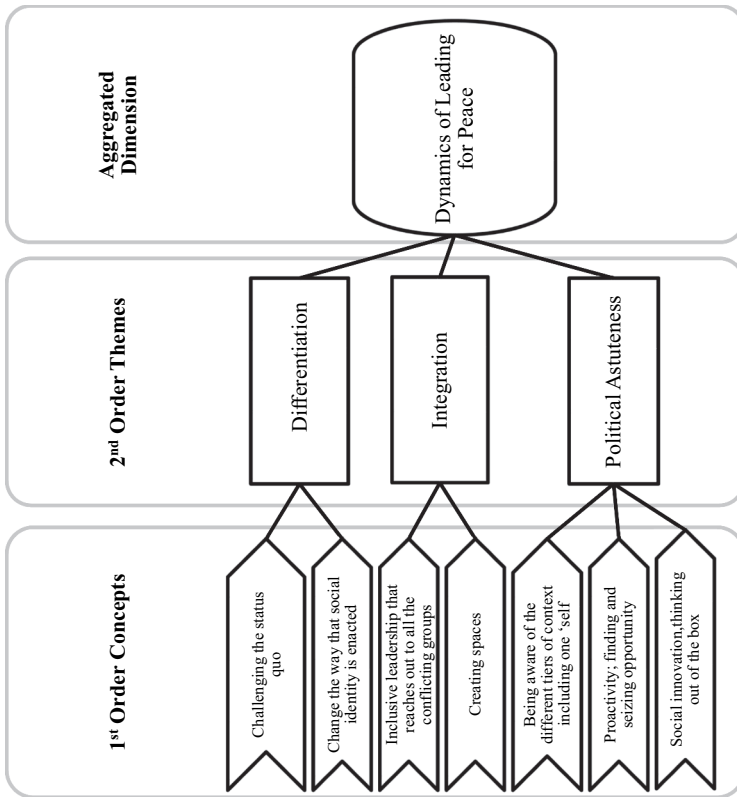 1st Order Concepts
2nd Order Themes
Aggregated
Dimension
Challenging the status
quo
Change the way that social
identity is enacted
Differentiation
Inclusive leadership that
reaches out to all the
conflicting groups
Creating spaces
Integration
Being aware of the
different tiers of context
including one ‘self
Proactivity; finding and
seizing opportunity
Social innovation,thinking
out of the box
Political Astuteness
Dynamics of Leading
for Peace